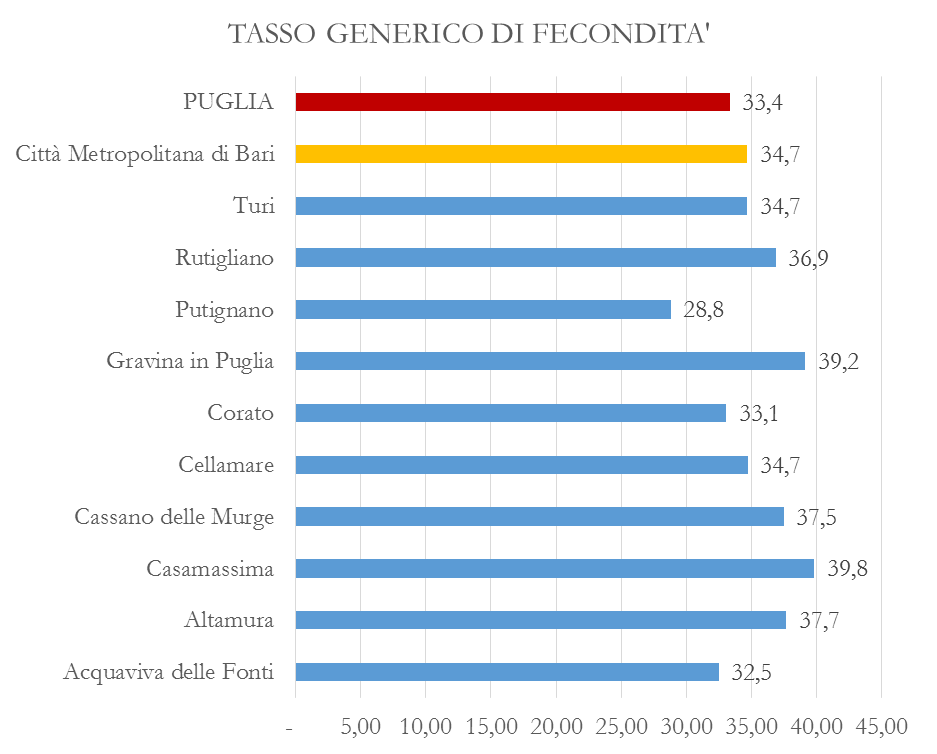 TASSO GENERICO DI FECONDITA'
PUGLIA 33,4
Città Metropolitana di Bari 34,7
Turi 34,7
Rutigliano 36,9
Putignano 28,8
Gravina in Puglia 39,2
Corato 33,1
Cellamare 34,7
Cassano delle Murge 37,5
Casamassima 39,8
Altamura 37,7
Acquaviva delle Fonti 32,5
- 5,00 10,00 15,00 20,00 25,00 30,00 35,00 40,00 45,00